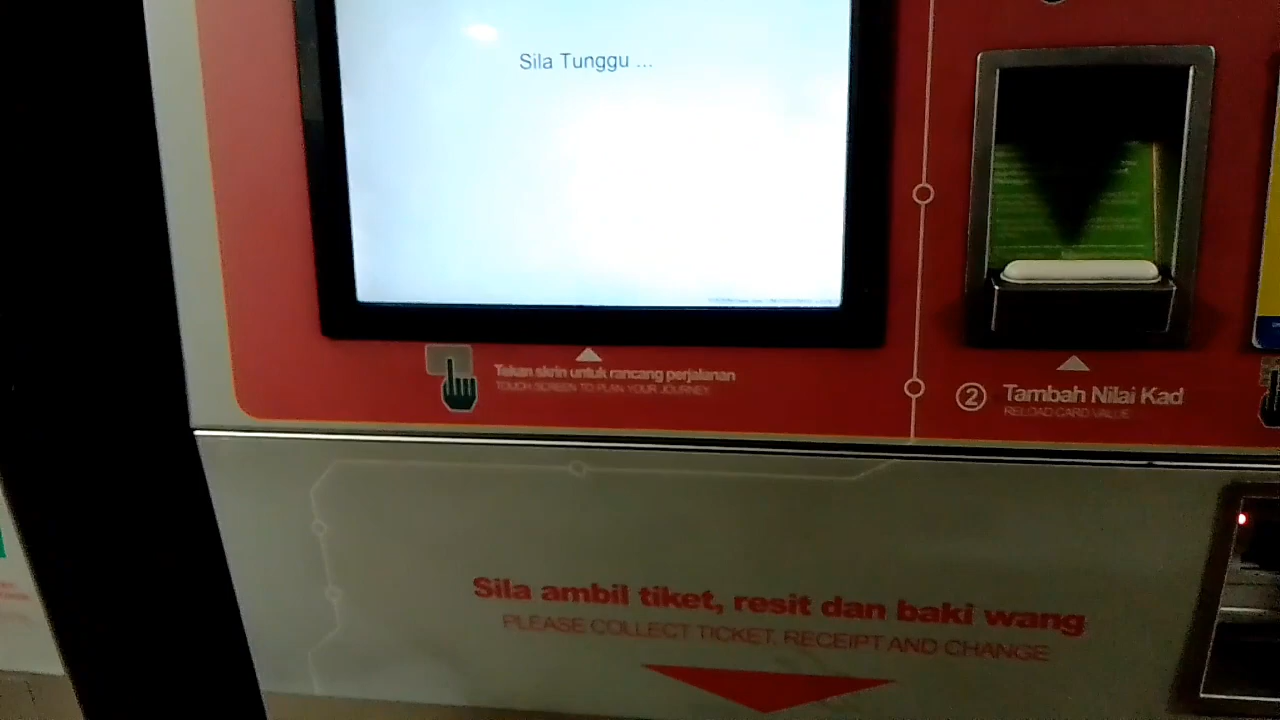 Sila Tunggu ...
Tekan skrin untuk rancang perjalanan
TOUCH SCREEN TO PLAN YOUR JOURNEY
2 Tambah Nilai Kad
RELOAD CARD VALUE
Sila ambil tiket, resit dan baki wang
PLEASE COLLECT TICKET, RECEIPT AND CHANGE